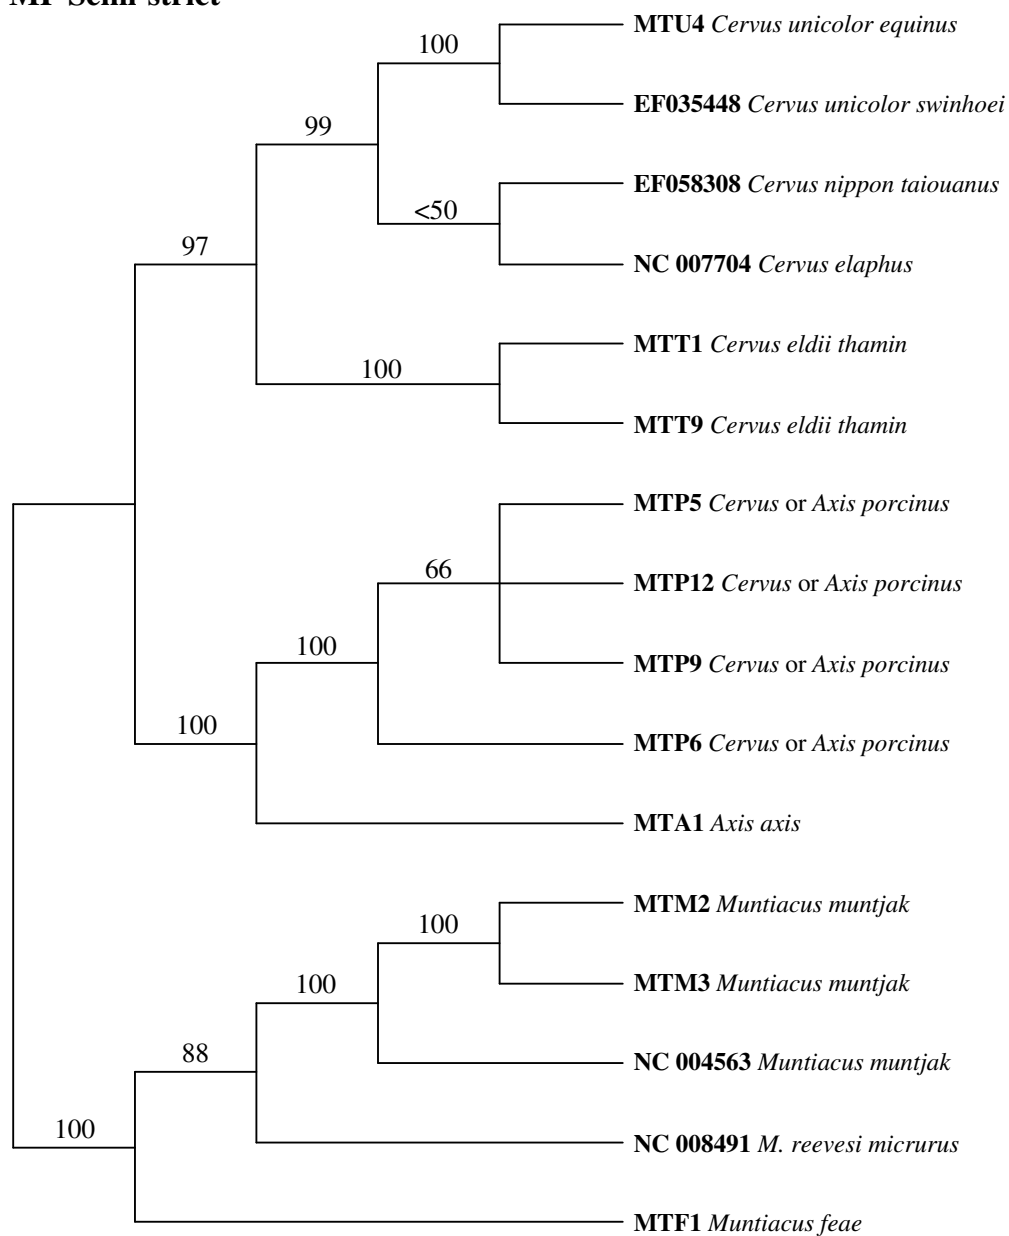 MP Semi-strict
MTU4 Cervus unicolor equinus
100
EF035448 Cervus unicolor swinhoei
99
EF058308 Cervus nippon taiouanus
<50
NC 007704 Cervus elaphus
97
MTT1 Cervus eldii thamin
100
MTT9 Cervus eldii thamin
MTP5 Cervus or Axis porcinus
66
MTP12 Cervus or Axis porcinus
MTP9 Cervus or Axis porcinus
100
MTP6 Cervus or Axis porcinus
100
MTA1 Axis axis
MTM2 Muntiacus muntjak
100
MTM3 Muntiacus muntjak
100
NC 004563 Muntiacus muntjak
88
NC 008491 M. reevesi micrurus
100
MTF1 Muntiacus feae